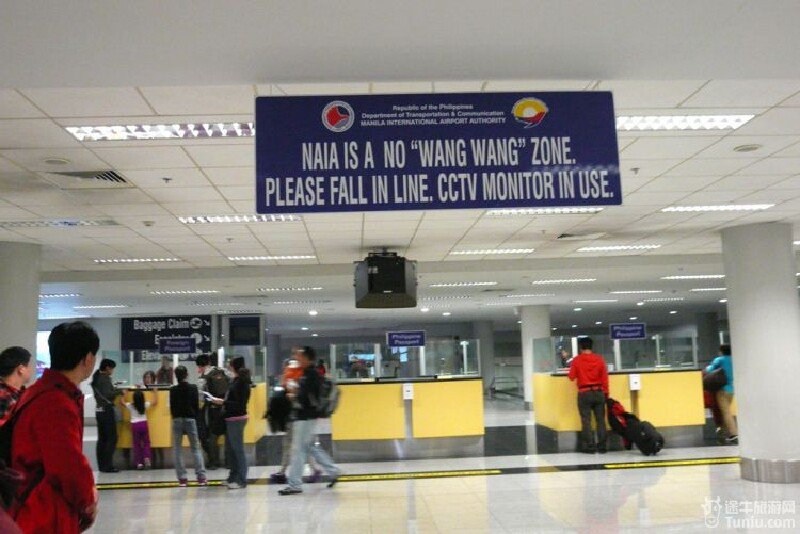 Republic of the Philippines
Department of Transportation & Communication
MANILA INTERNATIONAL AIRPORT AUTHORITY
NAIA IS A NO "WANG WANG" ZONE.
PLEASE FALL IN LINE. CCTV MONITOR IN USE.
Baggage Claim
Philippine
Passport
Philippine
Passport
Foreign
Passport
途牛旅游网
Tuniu.com